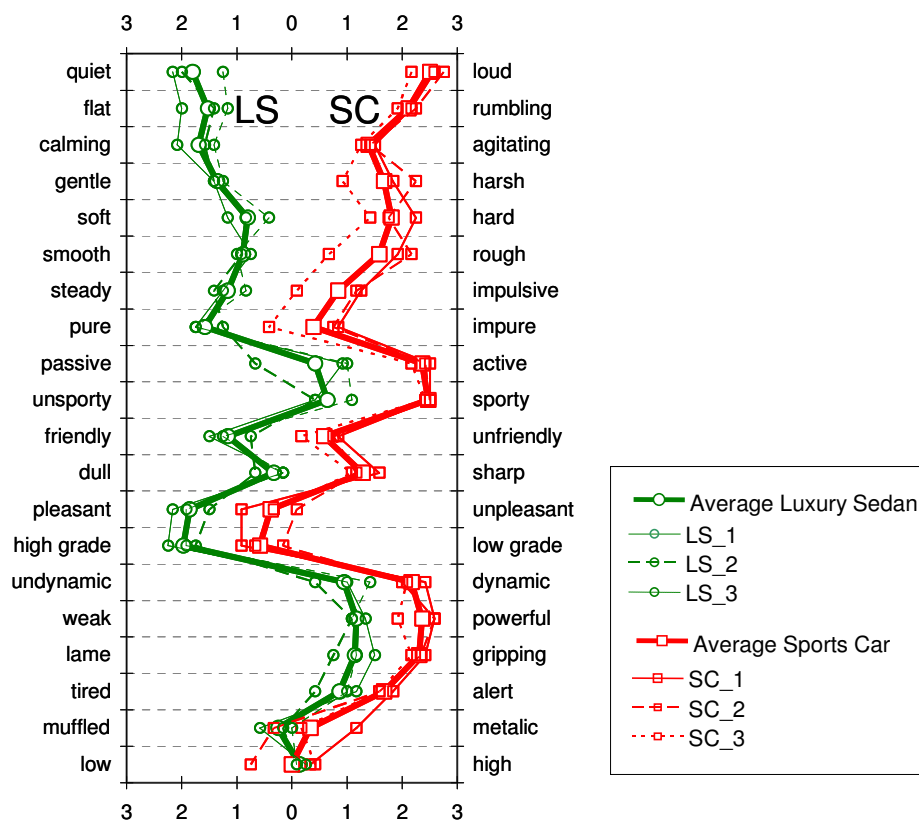 3 2 1 0 1 2 3
quiet loud
flat LS SC rumbling
calming agitating
gentle harsh
soft hard
smooth rough
steady impulsive
pure impure
passive active
unsporty sporty
friendly unfriendly
dull sharp
pleasant unpleasant
high grade low grade
undynamic dynamic
weak powerful
lame gripping
tired alert
muffled metalic
low high
3 2 1 0 1 2 3
Average Luxury Sedan
LS_1
LS_2
LS_3
Average Sports Car
SC_1
SC_2
SC_3